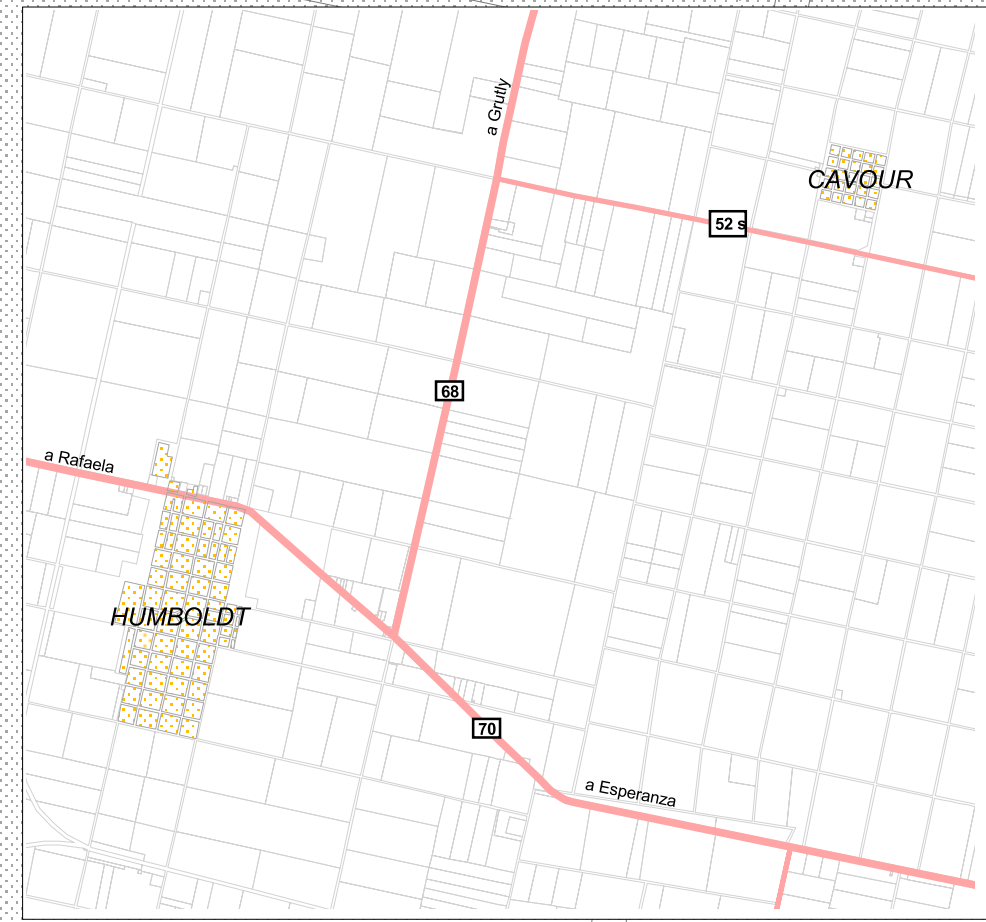 a Grutly
CAVOUR
52 s
68
a Rafaela
HUMBOLDT
70
a Esperanza